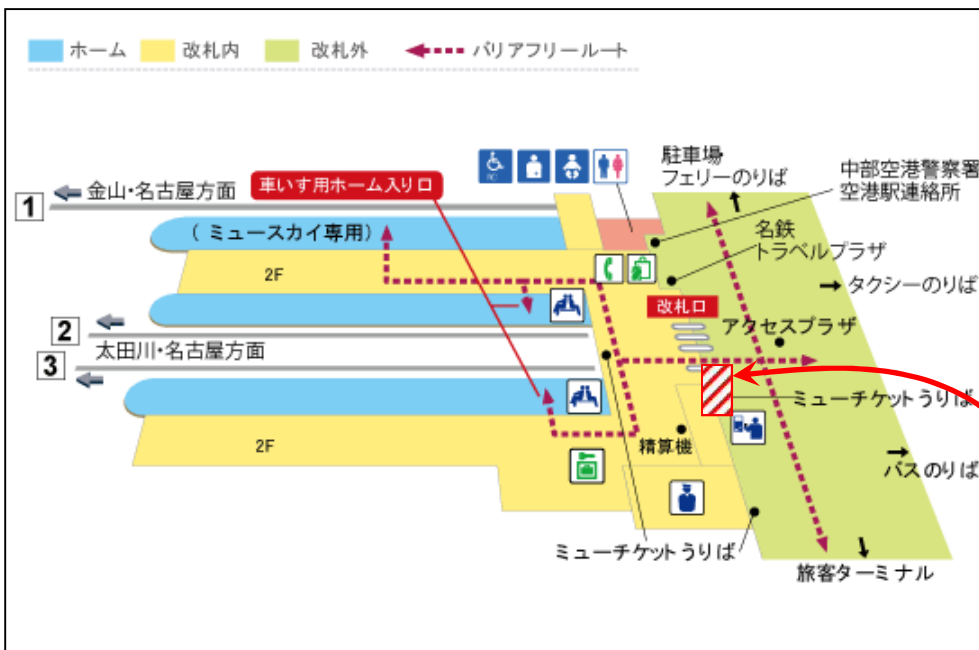 ホーム 改札内 改札外 バリアフリールート
駐車場
フェリーのりば
中部空港警察署
空港駅連絡所
1 金山・名古屋方面
車いす用ホーム入り口
（ミュースカイ専用）
名鉄
トラベルプラザ
2F
タクシーのりば
改札口
アクセスプラザ
2
太田川・名古屋方面
3
ミューチケットうりば
精算機
2F
バスのりば
ミューチケットうりば
旅客ターミナル